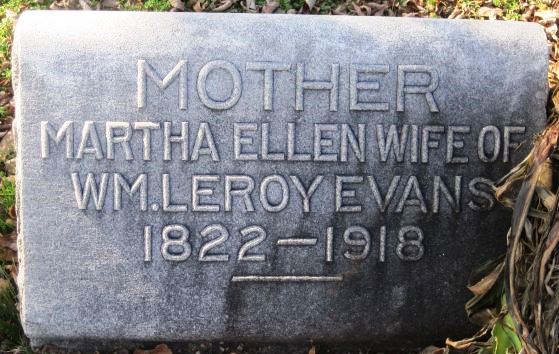 MOTHER
MARTHA ELLEN WIFE OF
WM. LEROY EVANS
1822 — 1918